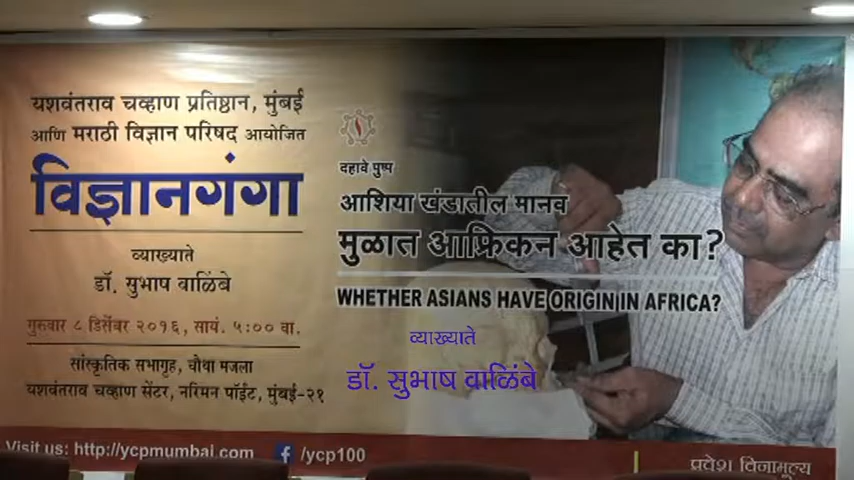 यशवंतराव चव्हाण प्रतिष्ठान, मुंबई
आणि मराठी विज्ञान परिषद आयोजित
विज्ञानगंगा
व्याख्याते
डॉ. सुभाष वाळिंबे
गुरुवार ८ डिसेंबर २०१६, सायं. ५:०० वा.
सांस्कृतिक सभागृह, चौथा मजला
यशवंतराव चव्हाण सेंटर, नरिमन पॉईंट, मुंबई-२१
दहावे पुष्प
आशिया खंडातील मानव
मुळात आफ्रिकन आहेत का?
WHETHER ASIANS HAVE ORIGIN IN AFRICA?
व्याख्याते
डॉ. सुभाष वाळिंबे
Visit us: http://ycpmumbai.com f /ycp100 प्रवेश विनामूल्य